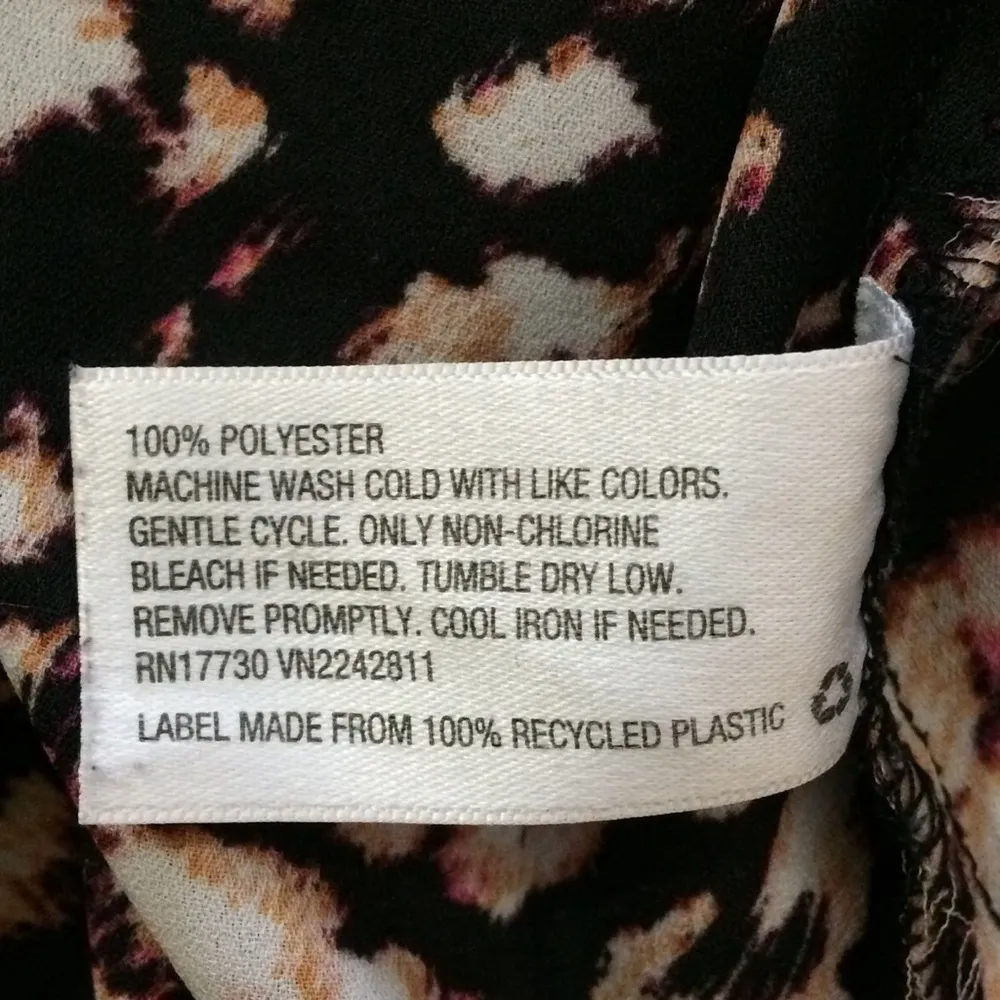 100% POLYESTER
MACHINE WASH COLD WITH LIKE COLORS.
GENTLE CYCLE. ONLY NON-CHLORINE
BLEACH IF NEEDED. TUMBLE DRY LOW.
REMOVE PROMPTLY. COOL IRON IF NEEDED.
RN17730 VN2242811
LABEL MADE FROM 100% RECYCLED PLASTIC